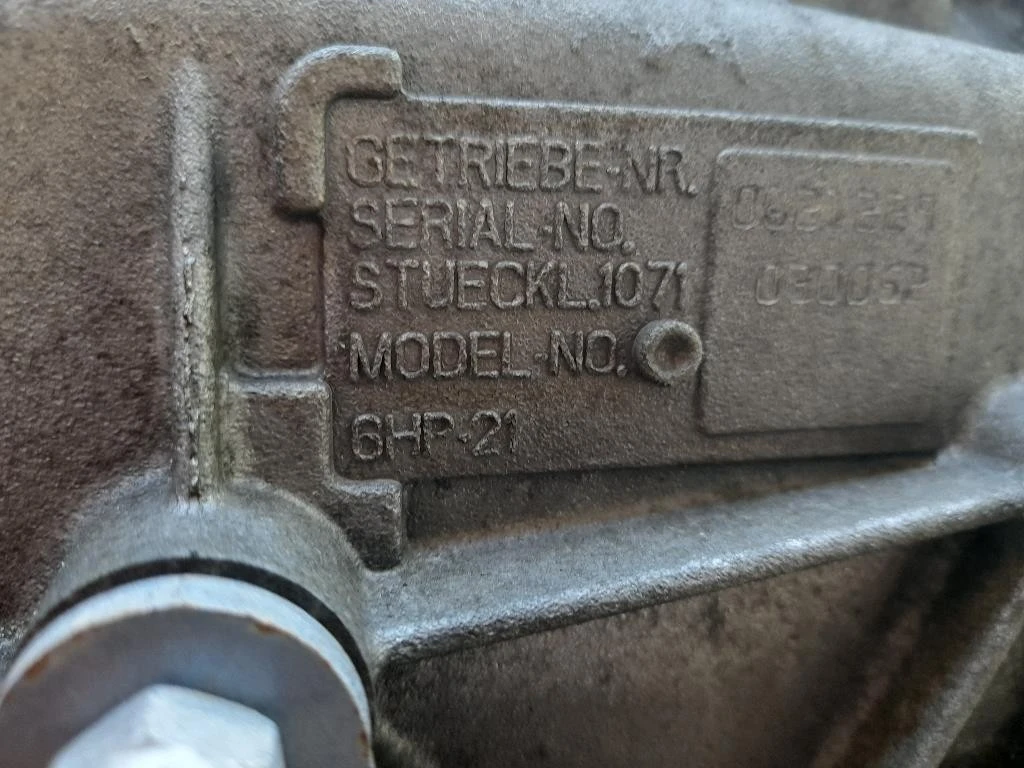 GETRIEBE-NR.
SERIAL-NO.
STUECKL.1071
MODEL-NO.
6HP-21